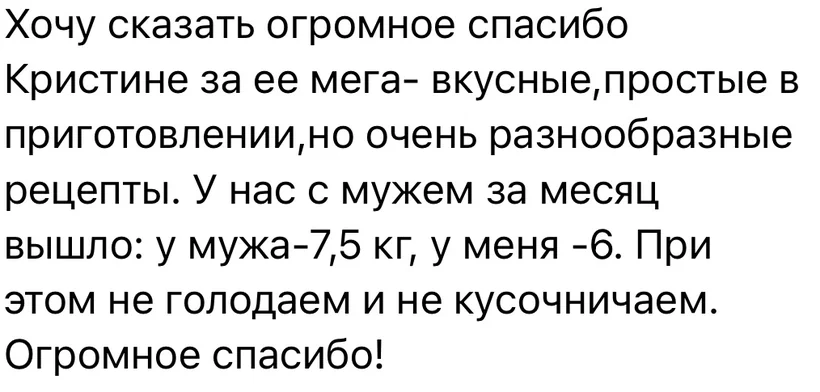 Хочу сказать огромное спасибо
Кристине за ее мега- вкусные,простые в
приготовлении,но очень разнообразные
рецепты. У нас с мужем за месяц
вышло: у мужа-7,5 кг, у меня -6. При
этом не голодаем и не кусочничаем.
Огромное спасибо!